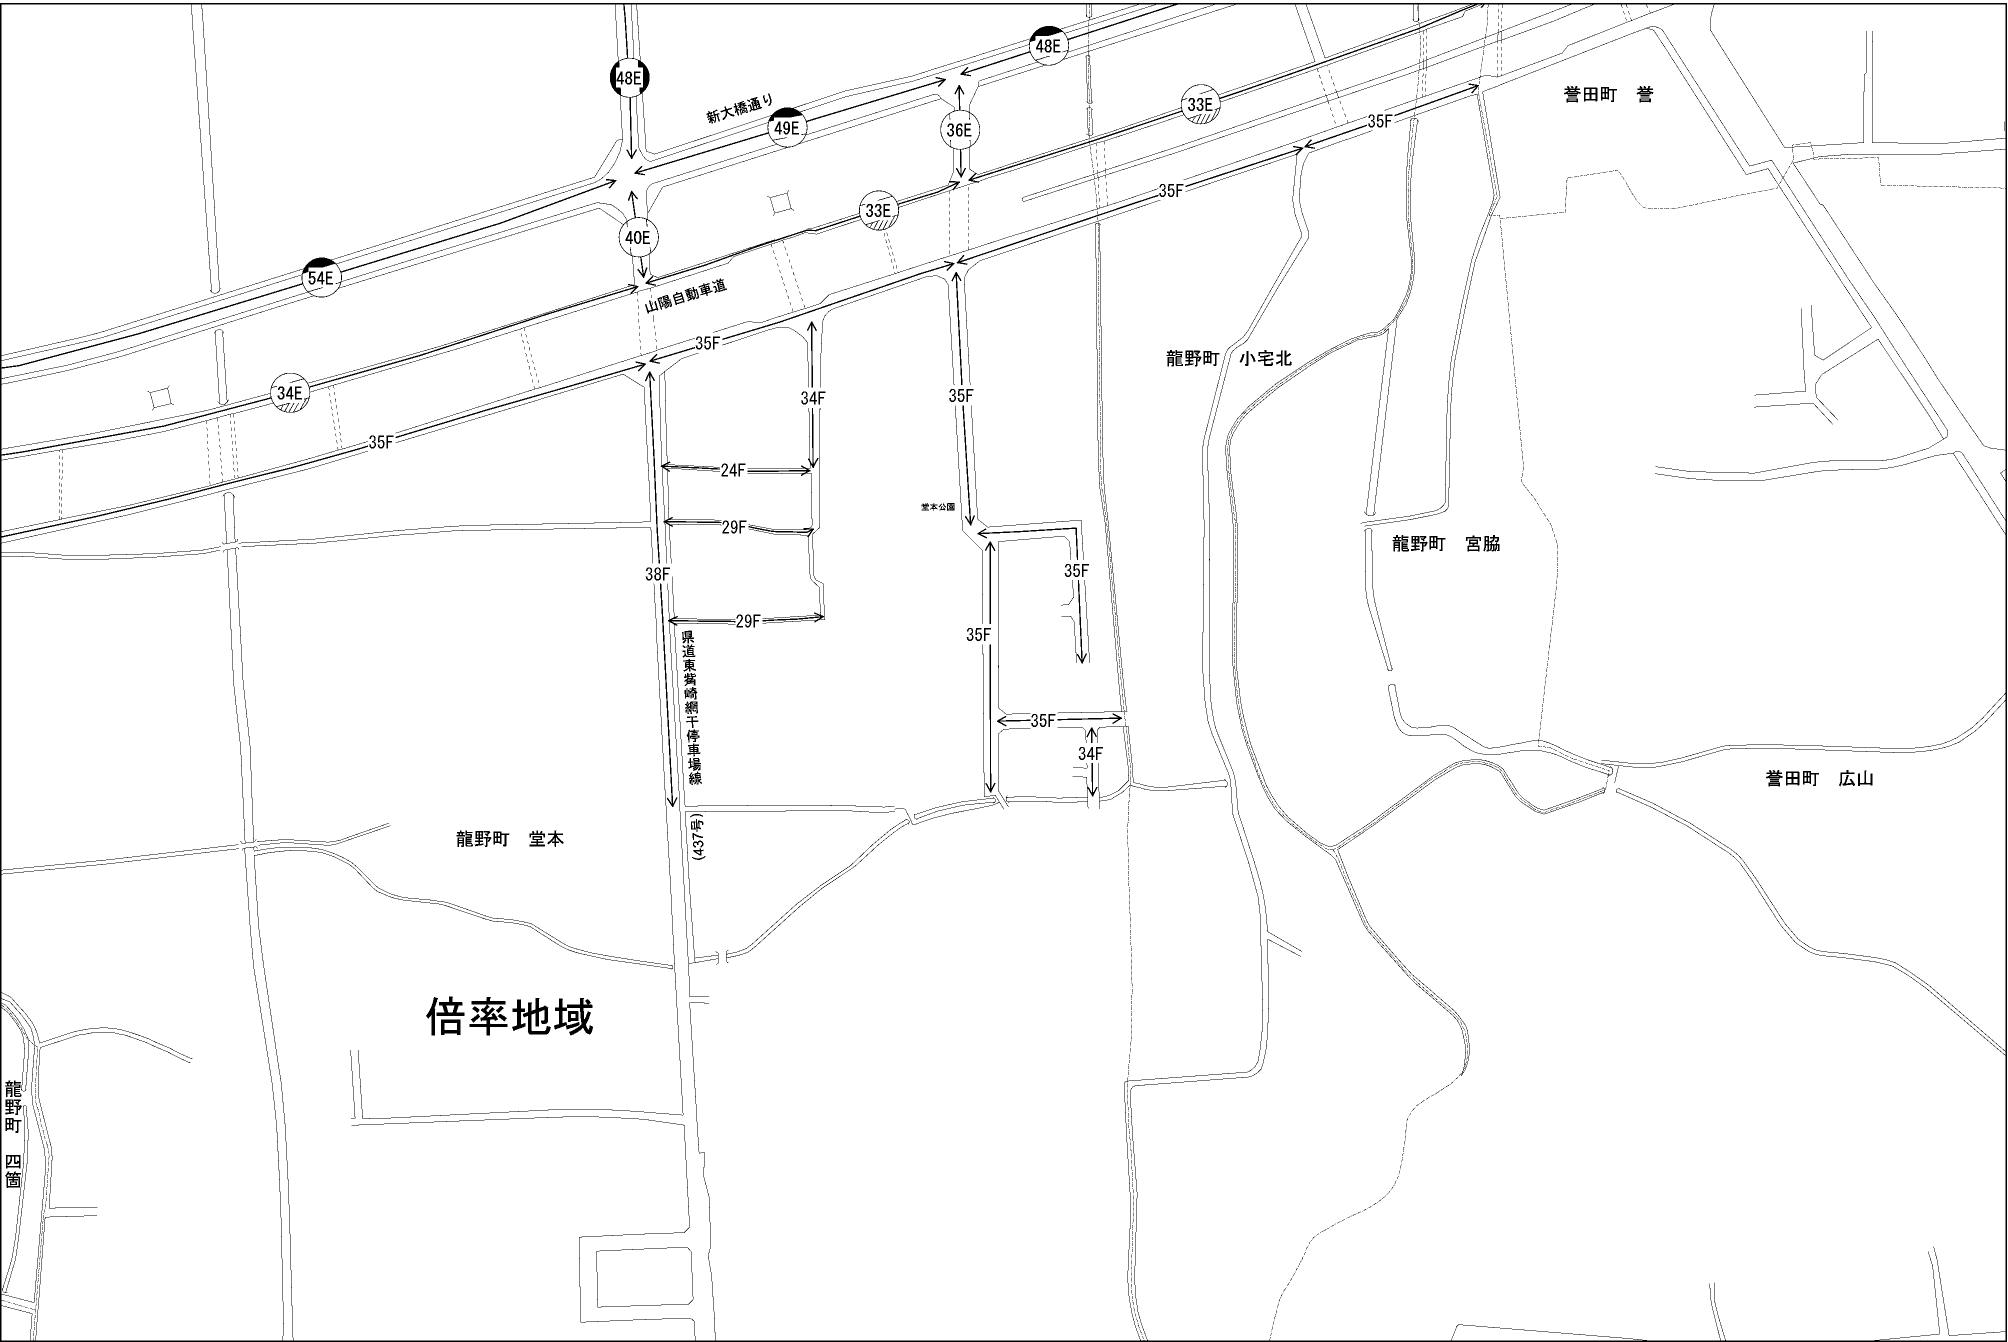 48E
48E
新大橋通り
49E
33E
誉田町 誉
36E
35F
35F
33E
40E
54E
山陽自動車道
35F
龍野町 小宅北
34E
34F
35F
35F
24F
堂本公園
29F
龍野町 宮脇
38F
35F
29F
35F
県道東觜崎網干停車場線
(437号)
35F
34F
誉田町 広山
龍野町 堂本
倍率地域
龍野町 四箇